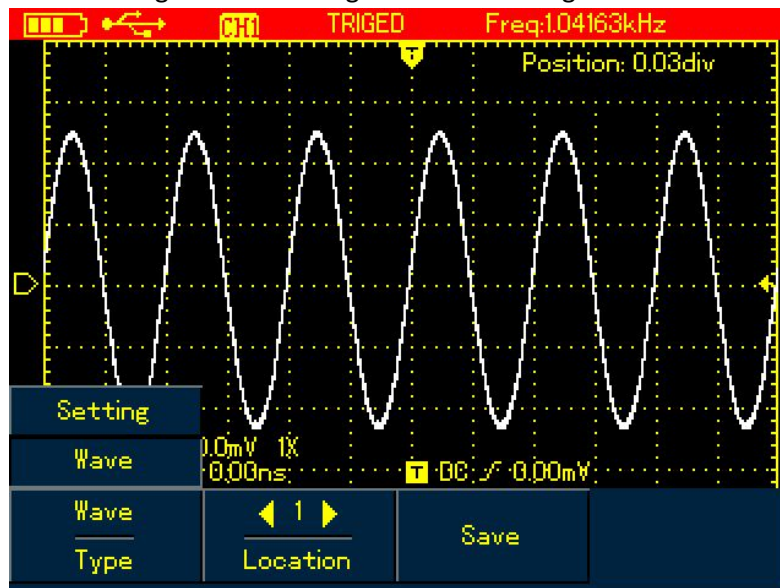 CH1 TRIGED Freq:1.04163kHz
T
Position: 0.03div
Setting
Wave
0.0mV 1X
0.00ns
T DC 0.00mV
Wave
Type
1
Location
Save